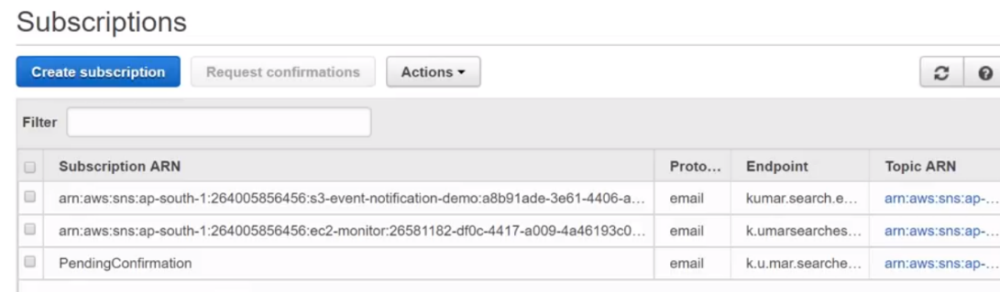 Subscriptions
Create subscription Request confirmations Actions
Filter
Subscription ARN Proto... Endpoint Topic ARN
arn:aws:sns:ap-south-1:264005856456:s3-event-notification-demo:a8b91ade-3e61-4406-a... email kumar.search.e... arn:aws:sns:ap-...
arn:aws:sns:ap-south-1:264005856456:ec2-monitor:26581182-df0c-4417-a009-4a46193c0... email k.umarsearches... arn:aws:sns:ap-...
PendingConfirmation email k.u.mar.searche... arn:aws:sns:ap-...